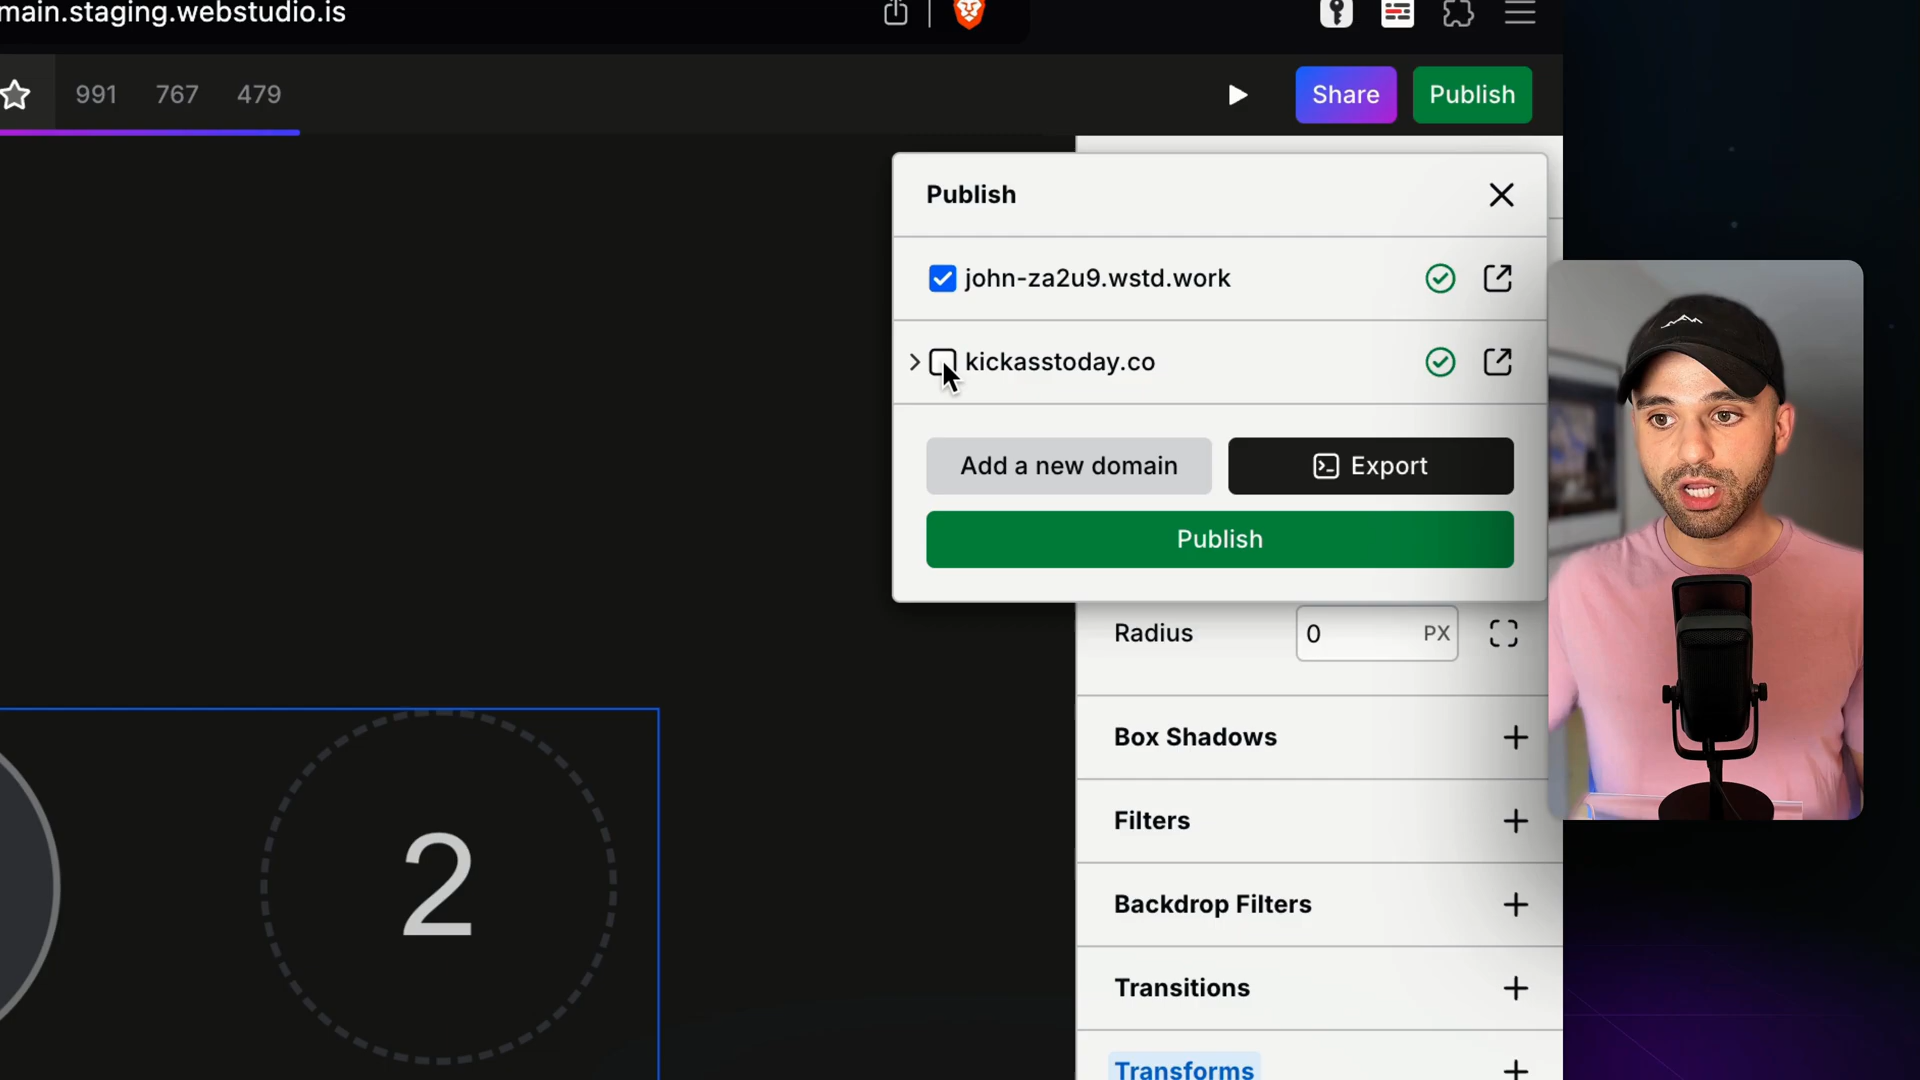 main.staging.webstudio.is
991 767 479
Share
Publish
Publish
john-za2u9.wstd.work
kickasstoday.co
Add a new domain
Export
Publish
Radius
0
PX
Box Shadows
Filters
2
Backdrop Filters
Transitions
Transforms